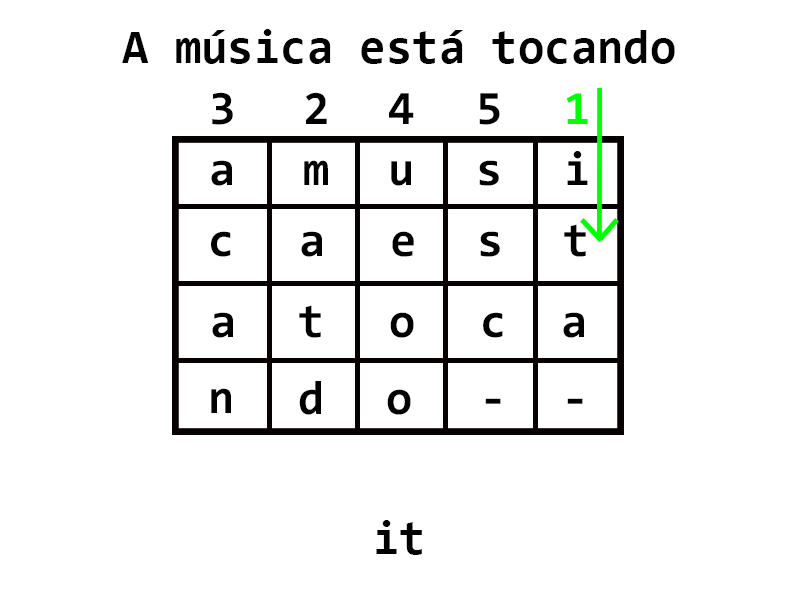 A música está tocando
3 2 4 5 1
a m u s i
c a e s t
a t o c a
n d o - -
it